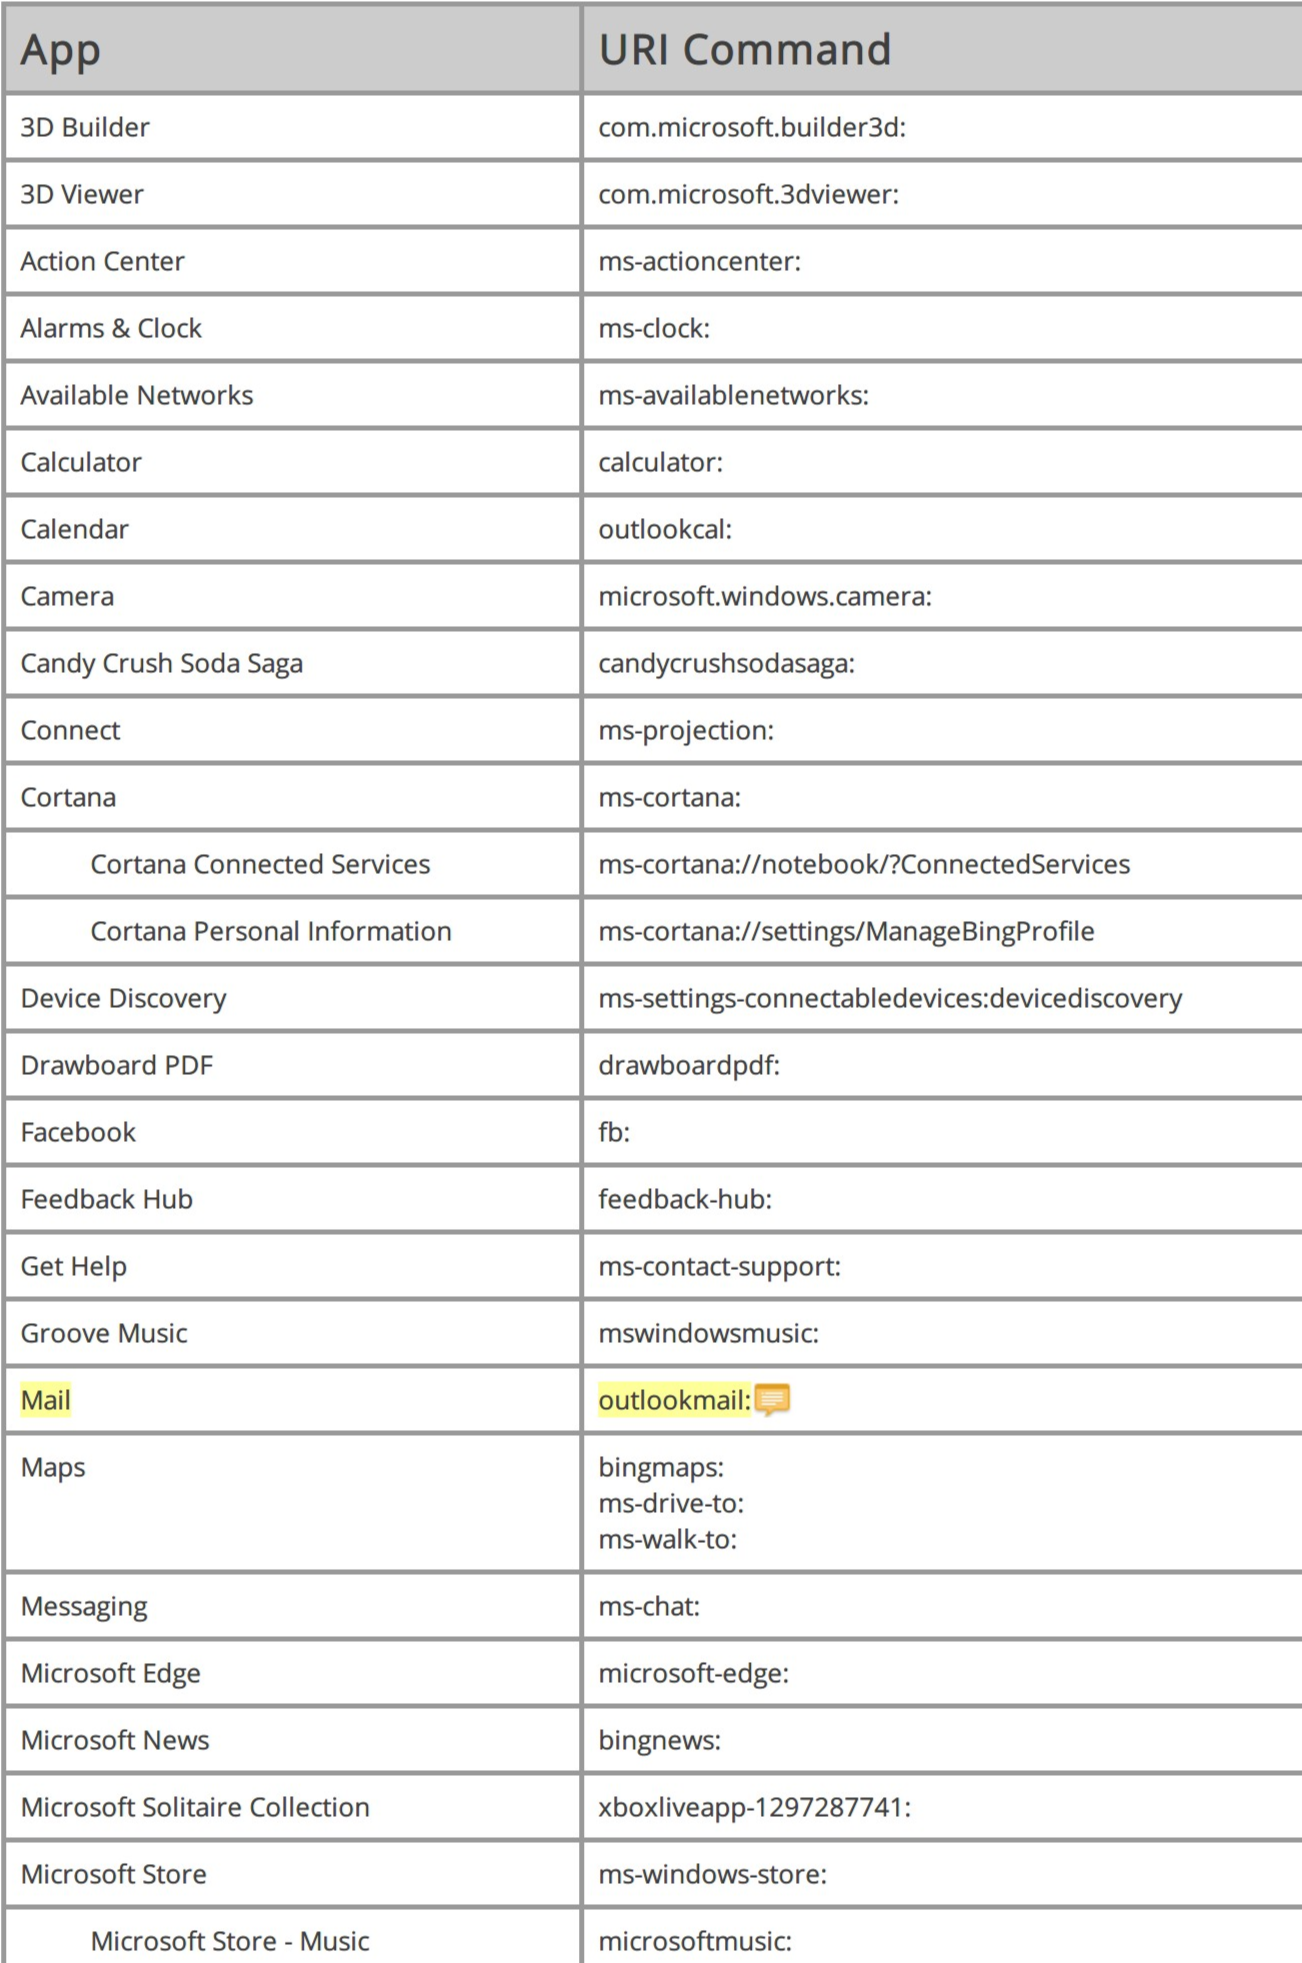 App URI Command
3D Builder com.microsoft.builder3d:
3D Viewer com.microsoft.3dviewer:
Action Center ms-actioncenter:
Alarms & Clock ms-clock:
Available Networks ms-availablenetworks:
Calculator calculator:
Calendar outlookcal:
Camera microsoft.windows.camera:
Candy Crush Soda Saga candycrushsodasaga:
Connect ms-projection:
Cortana ms-cortana:
Cortana Connected Services ms-cortana://notebook/?ConnectedServices
Cortana Personal Information ms-cortana://settings/ManageBingProfile
Device Discovery ms-settings-connectabledevices:devicediscovery
Drawboard PDF drawboardpdf:
Facebook fb:
Feedback Hub feedback-hub:
Get Help ms-contact-support:
Groove Music mswindowsmusic:
Mail outlookmail:
Maps bingmaps:
ms-drive-to:
ms-walk-to:
Messaging ms-chat:
Microsoft Edge microsoft-edge:
Microsoft News bingnews:
Microsoft Solitaire Collection xboxliveapp-1297287741:
Microsoft Store ms-windows-store:
Microsoft Store - Music microsoftmusic: